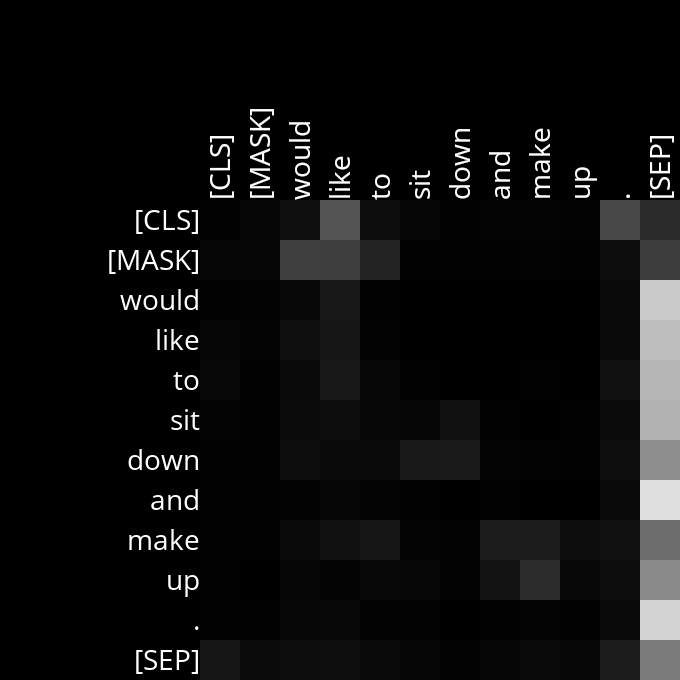 [CLS] [MASK] would like to sit down and make up . [SEP]
[CLS]
[MASK]
would
like
to
sit
down
and
make
up
.
[SEP]